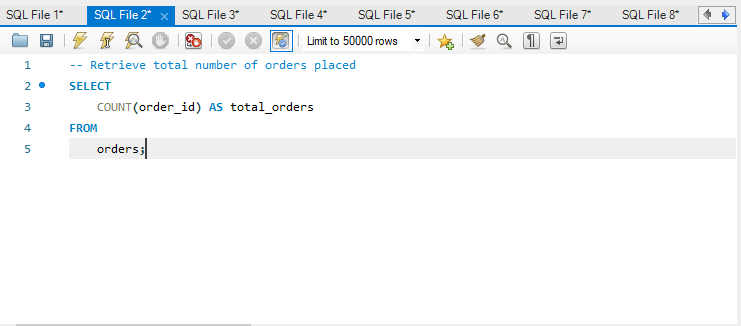 SQL File 1* SQL File 2* SQL File 3* SQL File 4* SQL File 5* SQL File 6* SQL File 7* SQL File 8*
Limit to 50000 rows
1 -- Retrieve total number of orders placed
2 SELECT
3 COUNT(order_id) AS total_orders
4 FROM
5 orders;